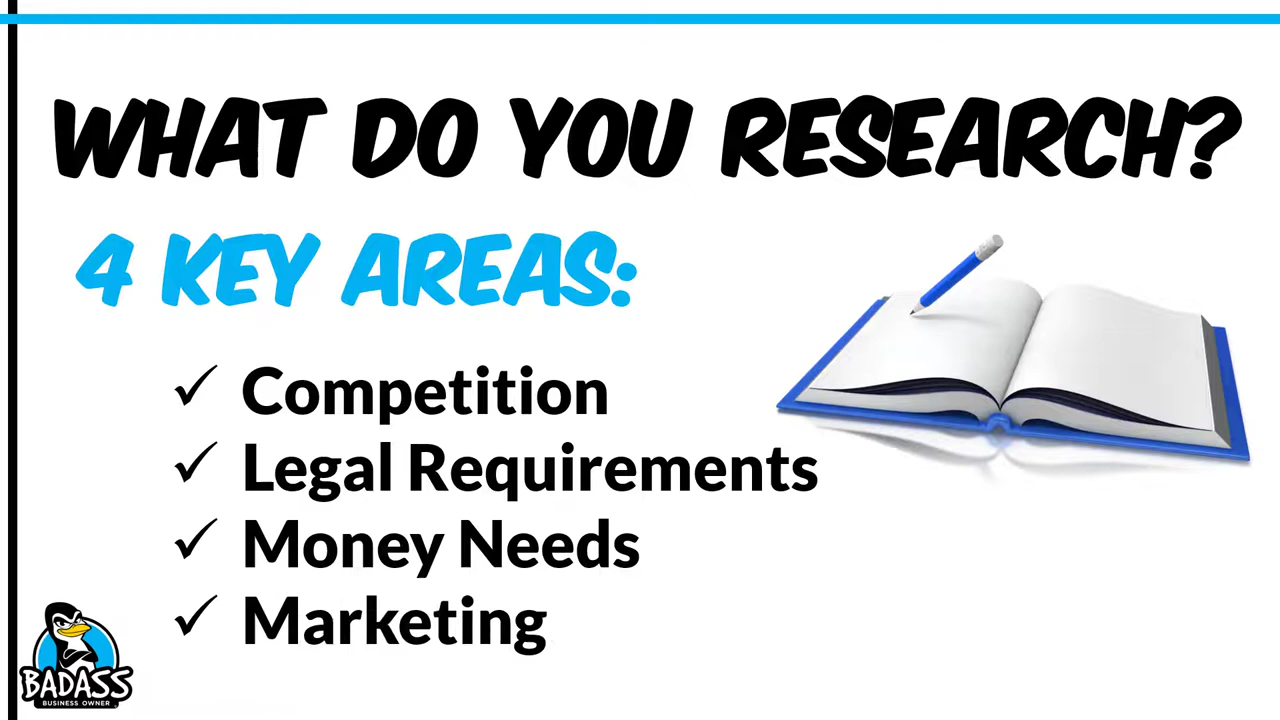 WHAT DO YOU RESEARCH?
4 KEY AREAS:
✓ Competition
✓ Legal Requirements
✓ Money Needs
✓ Marketing
BADASS
BUSINESS OWNER